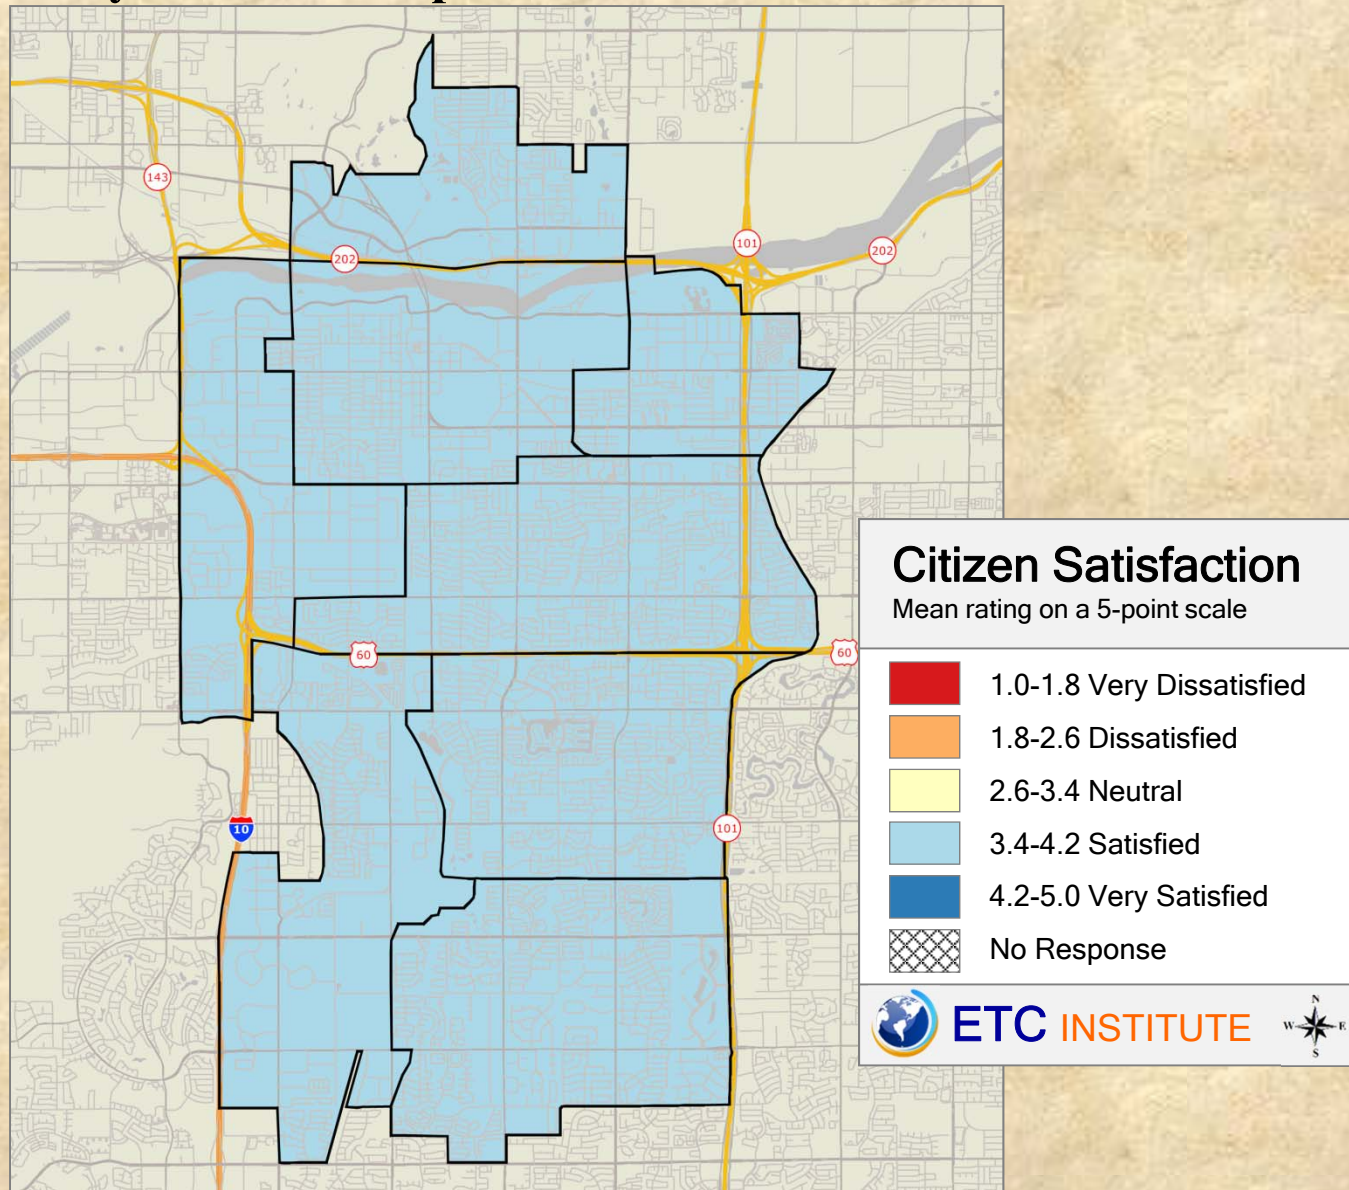 143
202
101
202
60
60
10
101
Citizen Satisfaction
Mean rating on a 5-point scale
1.0-1.8 Very Dissatisfied
1.8-2.6 Dissatisfied
2.6-3.4 Neutral
3.4-4.2 Satisfied
4.2-5.0 Very Satisfied
No Response
ETC INSTITUTE
N
W E
S